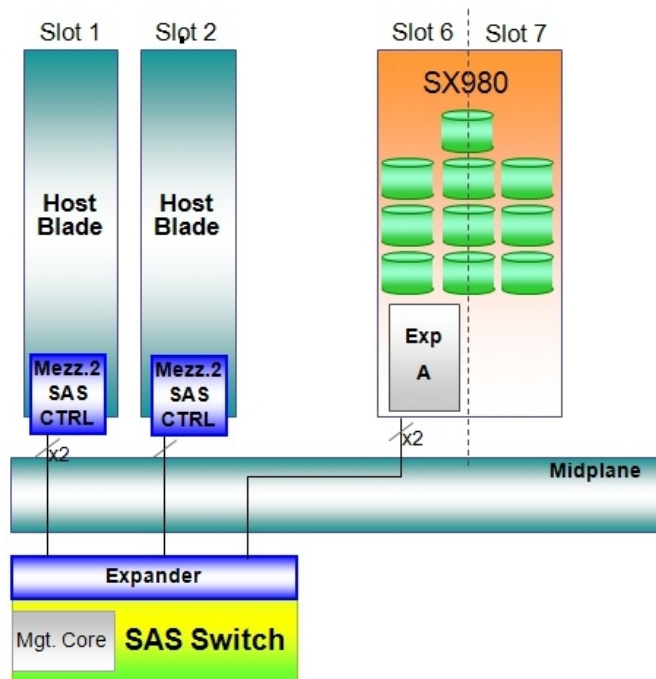 Slot 1
Slot 2
Slot 6
Slot 7
SX980
Host
Blade
Host
Blade
Exp
A
Mezz.2
SAS
CTRL
Mezz.2
SAS
CTRL
x2
x2
Midplane
Expander
Mgt. Core
SAS Switch